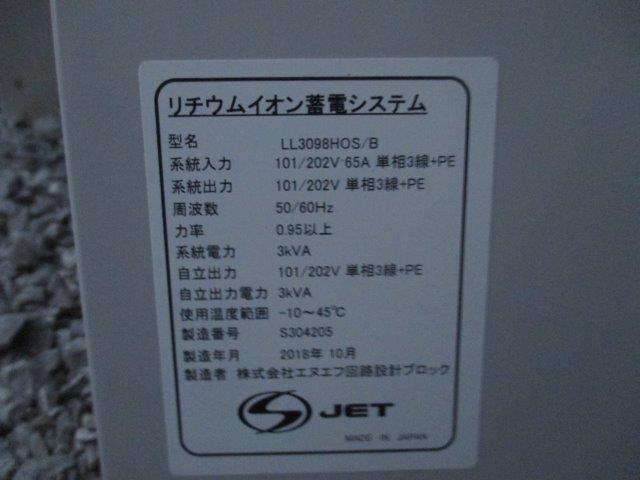 リチウムイオン蓄電システム
型名 LL3098HOS/B
系統入力 101/202V 65A 単相3線+PE
系統出力 101/202V 単相3線+PE
周波数 50/60Hz
力率 0.95以上
系統電力 3kVA
自立出力 101/202V 単相3線+PE
自立出力電力 3kVA
使用温度範囲 -10～45℃
製造番号 S304205
製造年月 2018年 10月
製造者 株式会社エヌエフ回路設計ブロック
JET
MADE IN JAPAN